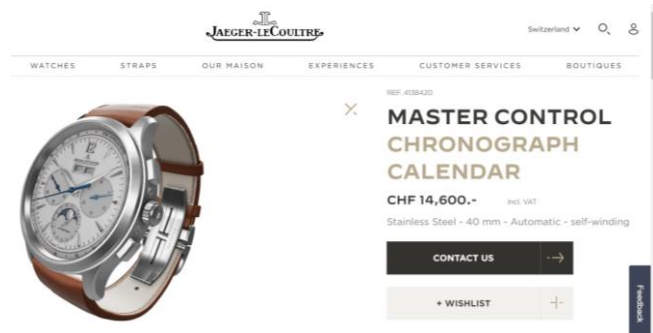 JAEGER-LECOULTRE
Switzerland
WATCHES
STRAPS
OUR MAISON
EXPERIENCES
CUSTOMER SERVICES
BOUTIQUES
REF. 4138420
MASTER CONTROL
CHRONOGRAPH
CALENDAR
CHF 14,600.-
Incl. VAT
Stainless Steel - 40 mm - Automatic - self-winding
CONTACT US
+ WISHLIST
Feedback